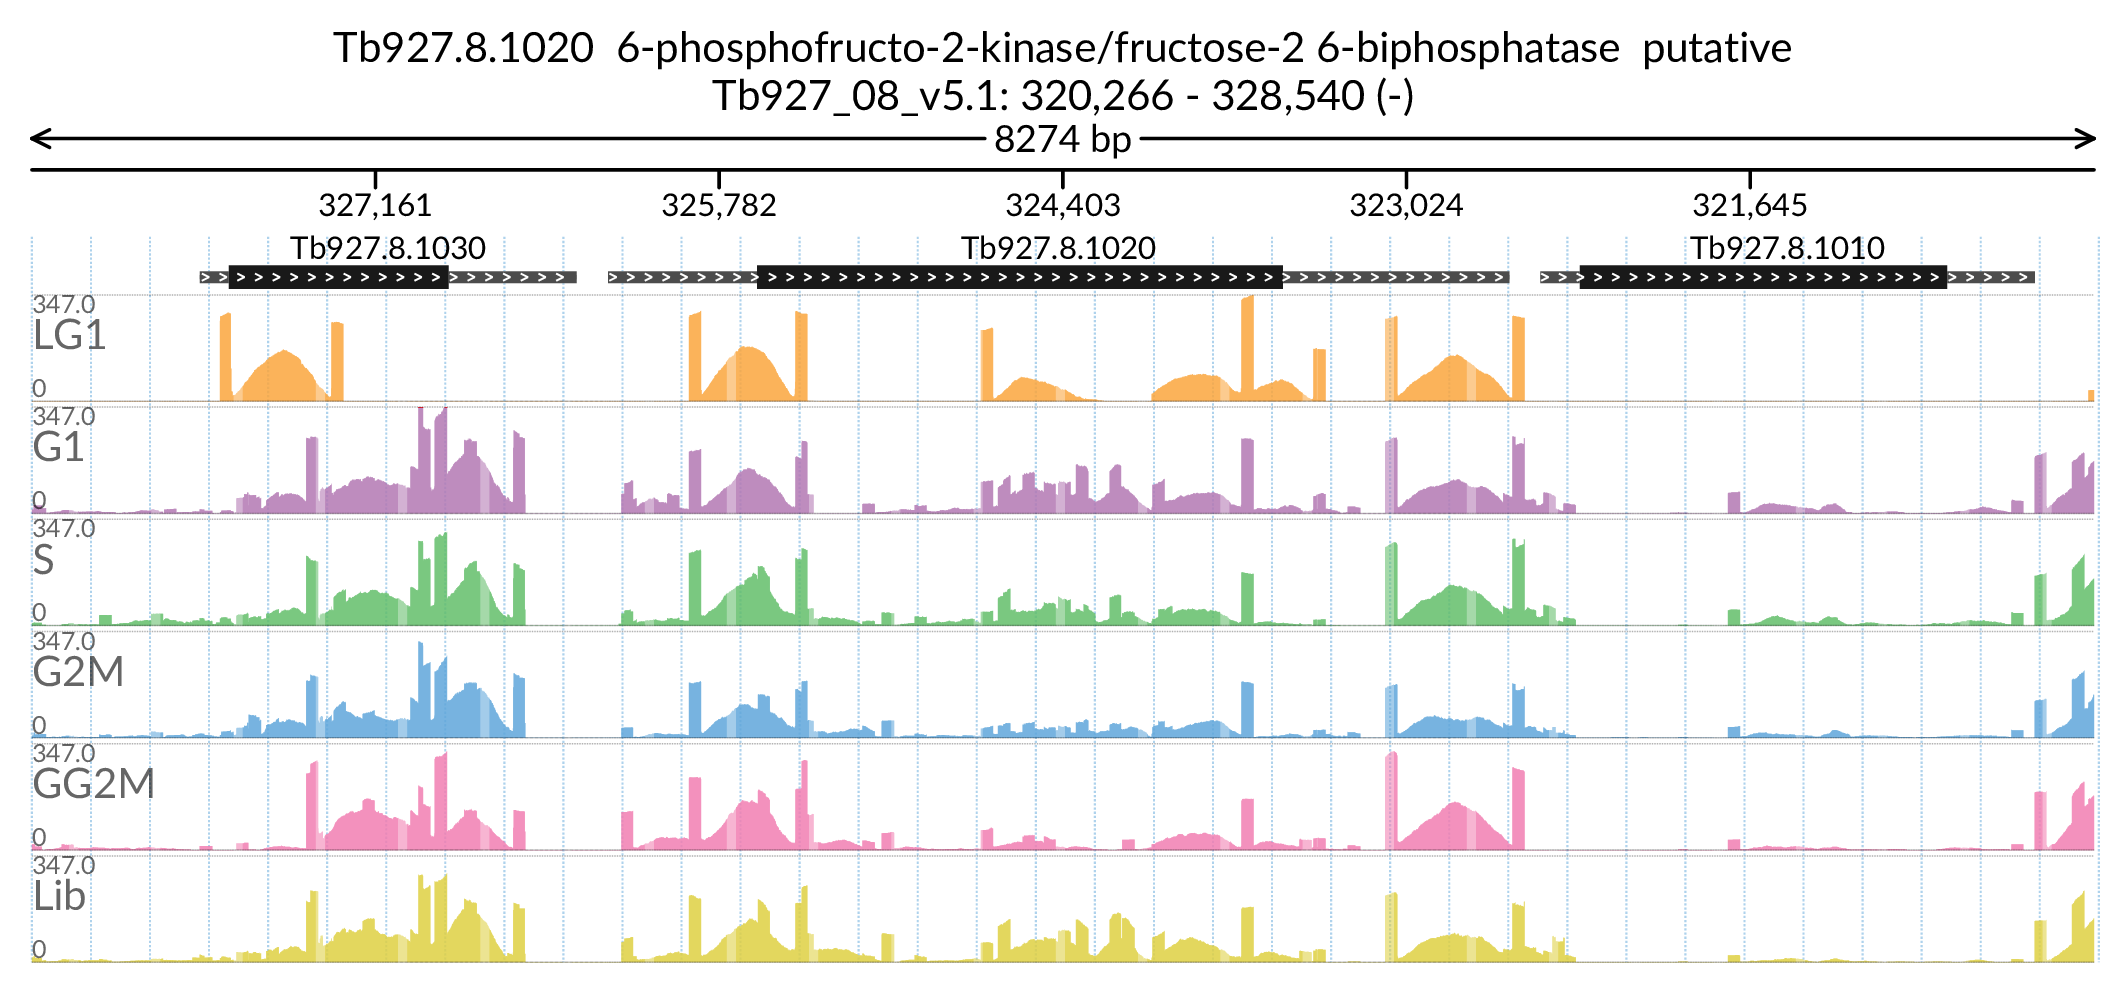 Tb927.8.1020 6-phosphofructo-2-kinase/fructose-2 6-biphosphatase putative
Tb927_08_v5.1: 320,266 - 328,540 (-)
8274 bp
327,161 325,782 324,403 323,024 321,645
Tb927.8.1030 Tb927.8.1020 Tb927.8.1010
347.0
LG1
0
347.0
G1
0
347.0
S
0
347.0
G2M
0
347.0
GG2M
0
347.0
Lib
0